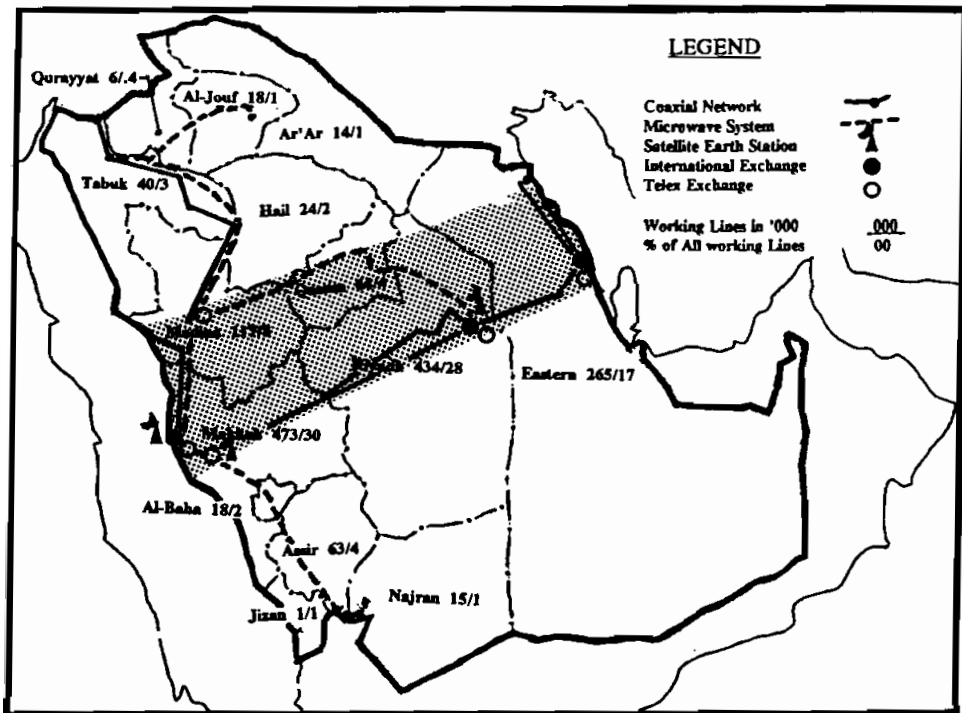 LEGEND
Coaxial Network
Microwave System
Satellite Earth Station
International Exchange
Telex Exchange
Working Lines in '000
000
% of All working Lines
00
Qurayyat 6/.4
Al-Jouf 18/1
Ar'Ar 14/1
Tabuk 40/3
Hail 24/2
434/28
Eastern 265/17
473/30
Al-Baha 18/2
Assir 63/4
Jizan 1/1
Najran 15/1